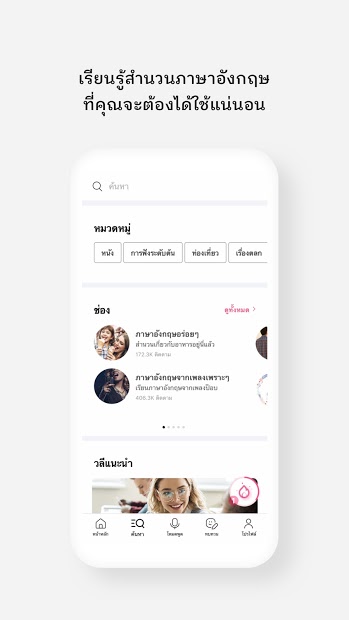 เรียนรู้สำนวนภาษาอังกฤษ
ที่คุณจะต้องได้ใช้แน่นอน
ค้นหา
หมวดหมู่
หนัง
การฟังระดับต้น
ท่องเที่ยว
เรื่องตลก
ช่อง
ดูทั้งหมด
ภาษาอังกฤษอร่อยๆ
สำนวนเกี่ยวกับอาหารอยู่นี่แล้ว
172.3K ติดตาม
ภาษาอังกฤษจากเพลงเพราะๆ
เรียนภาษาอังกฤษจากเพลงป๊อบ
408.3K ติดตาม
วลีแนะนำ
หน้าหลัก
ค้นหา
โหมดพูด
ทบทวน
โปรไฟล์